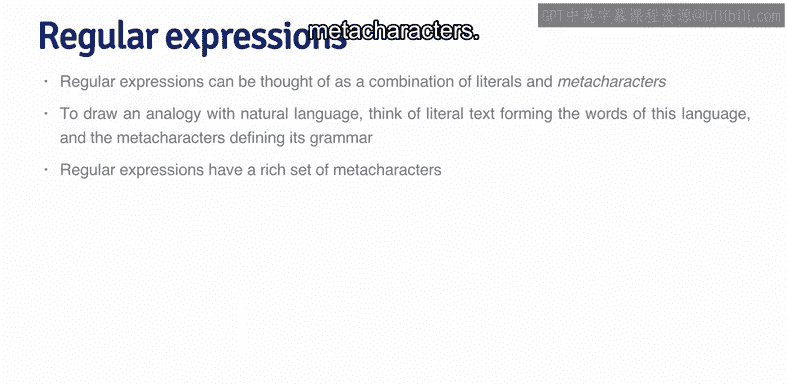 GPT中英字幕课程资源@bilibili.com
Regular expressions
metacharacters.
· Regular expressions can be thought of as a combination of literals and metacharacters
· To draw an analogy with natural language, think of literal text forming the words of this language,
and the metacharacters defining its grammar
· Regular expressions have a rich set of metacharacters